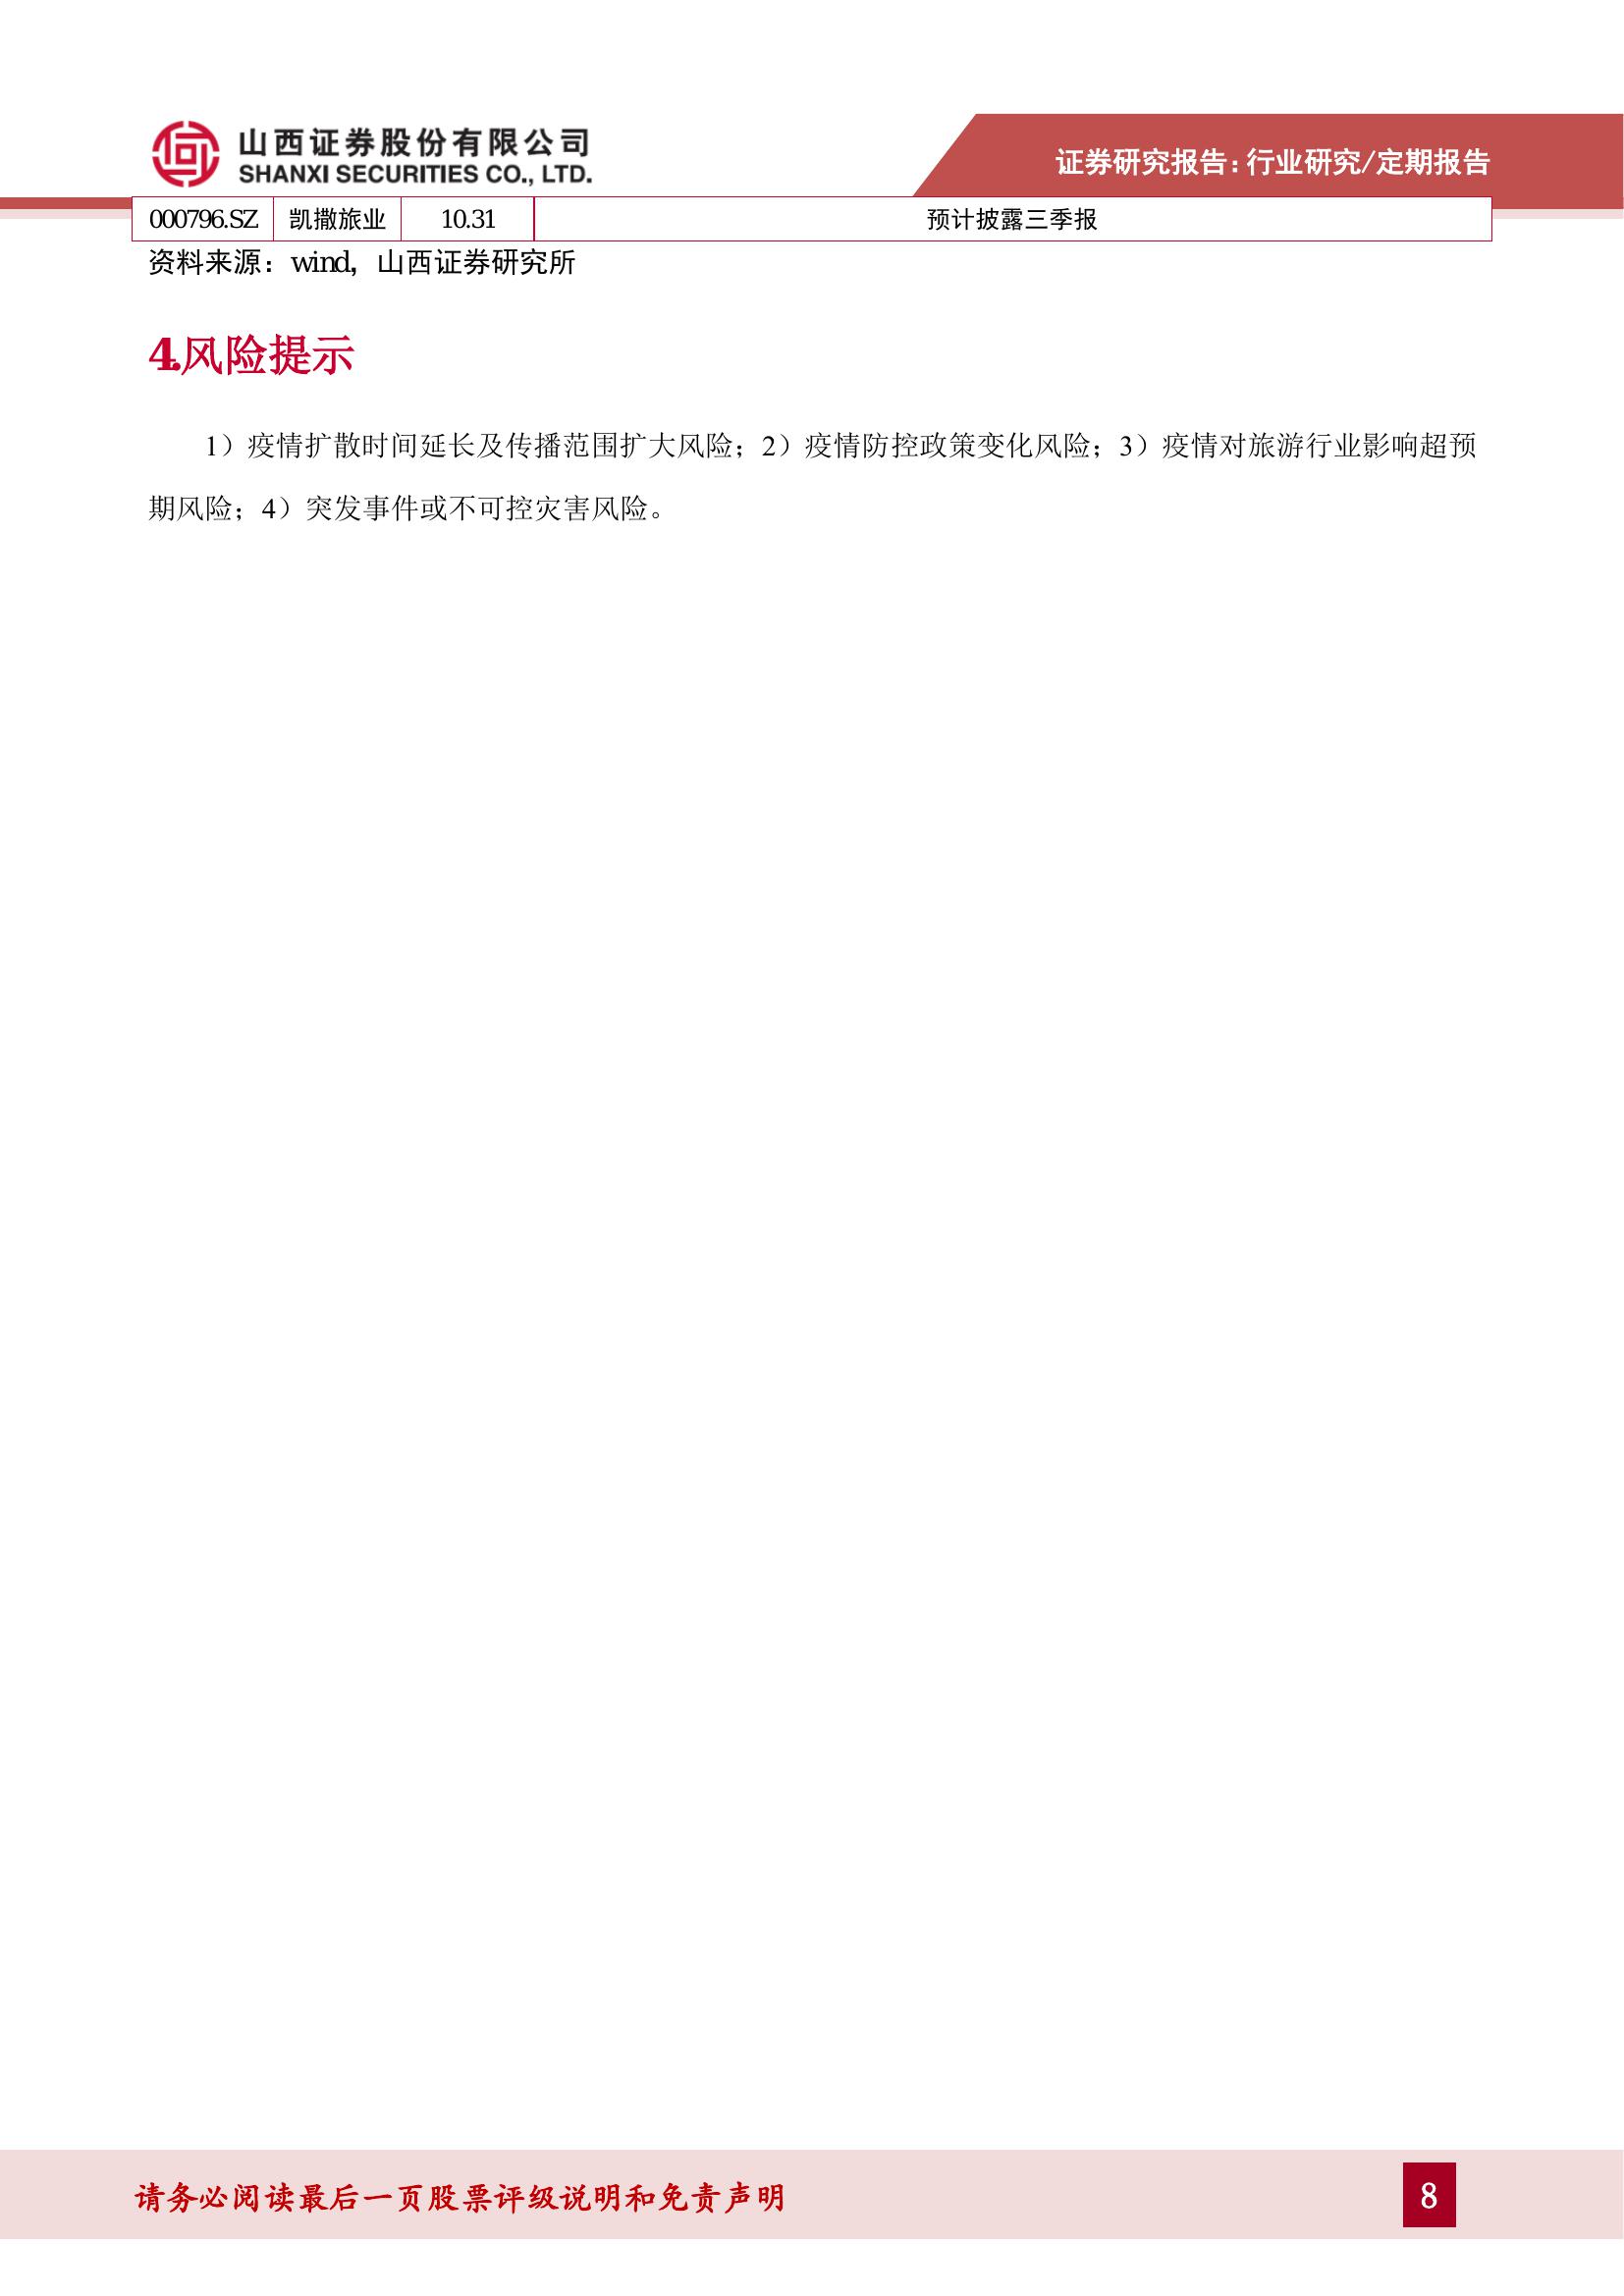 山西证券股份有限公司
SHANXI SECURITIES CO., LTD.
证券研究报告：行业研究/定期报告
000796.SZ 凯撒旅业 10.31 预计披露三季报
资料来源：wind，山西证券研究所
4.风险提示
1）疫情扩散时间延长及传播范围扩大风险；2）疫情防控政策变化风险；3）疫情对旅游行业影响超预
期风险；4）突发事件或不可控灾害风险。
请务必阅读最后一页股票评级说明和免责声明
8